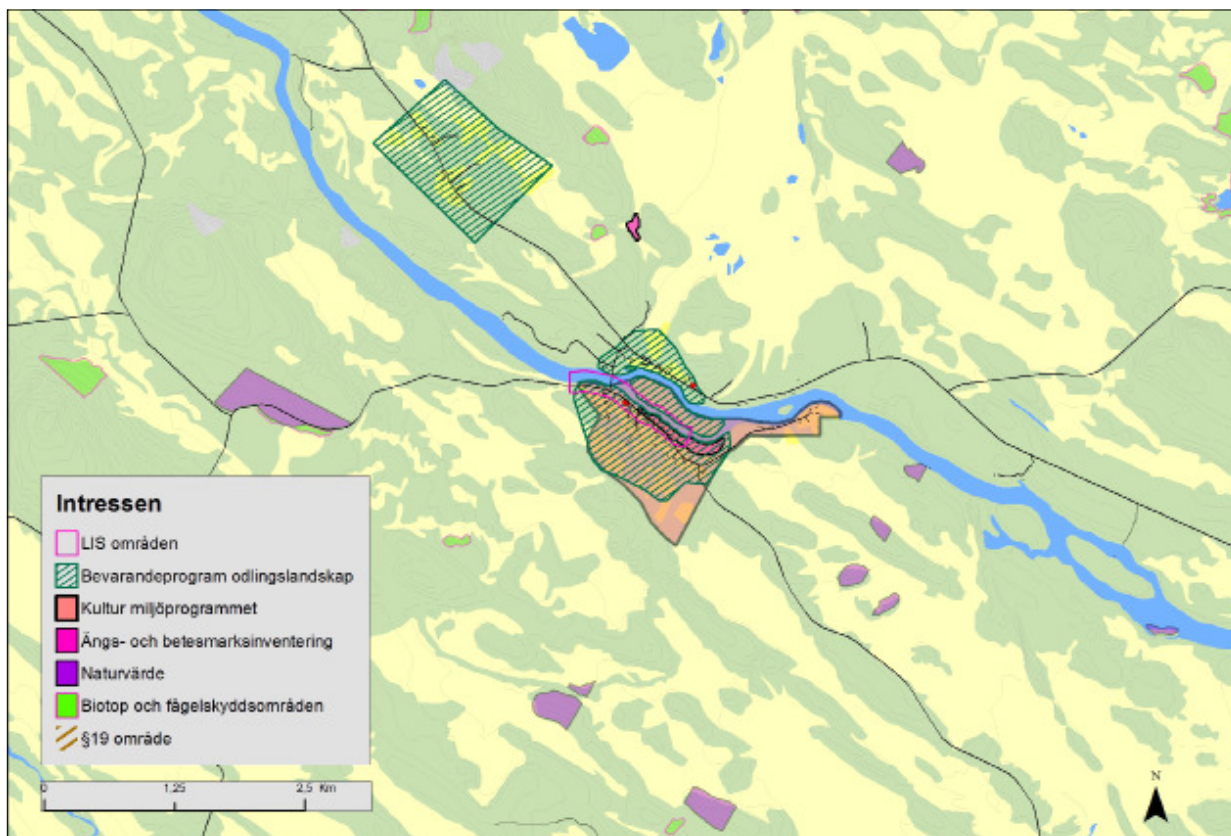 Intressen
LIS områden
Bevarandeprogram odlingslandskap
Kultur miljöprogrammet
Ängs- och betesmarksinventering
Naturvärde
Biotop och fågelskyddsområden
§19 område
0 1,25 2,5 Km
N